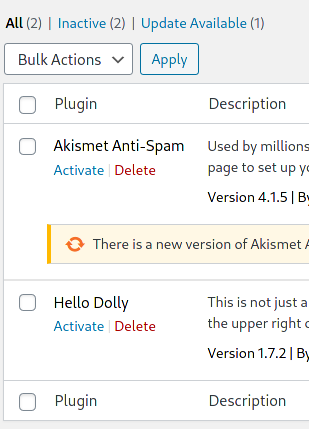 All (2) | Inactive (2) | Update Available (1)
Bulk Actions Apply
Plugin Description
Akismet Anti-Spam Used by millions
Activate | Delete page to set up
Version 4.1.5 | By
There is a new version of Akismet
Hello Dolly This is not just a
Activate | Delete the upper right
Version 1.7.2 | By
Plugin Description